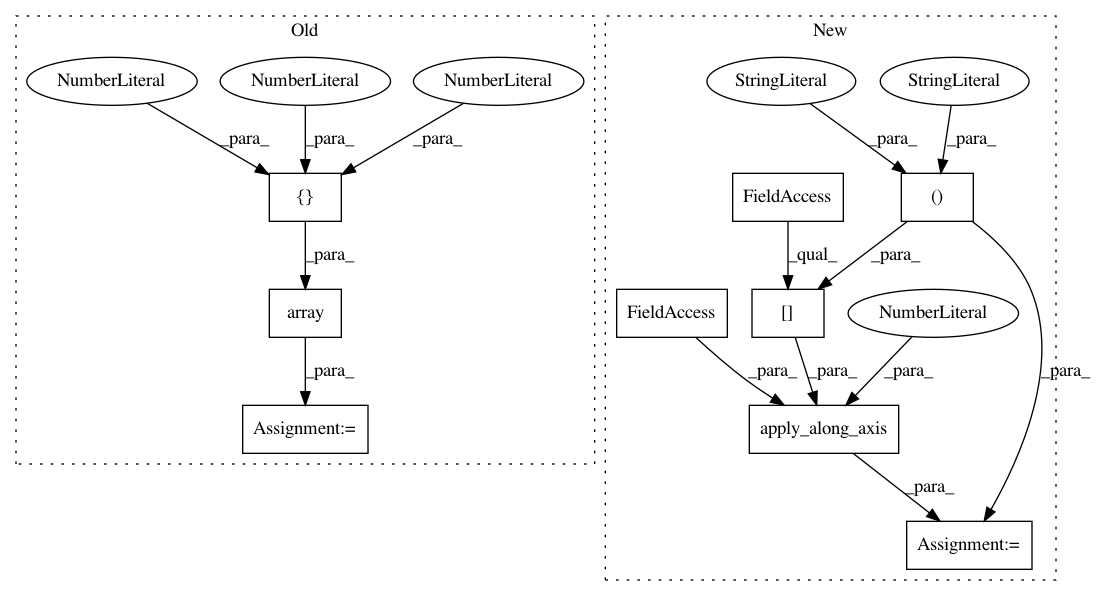 Old
New
NumberLiteral
NumberLiteral
NumberLiteral
StringLiteral
StringLiteral
_para_
_para_
_para_
_para_
_para_
{}
FieldAccess
()
_para_
_qual_
_para_
array
FieldAccess
[]
NumberLiteral
_para_
_para_
_para_
_para_
_para_
Assignment:=
apply_along_axis
_para_
Assignment:=